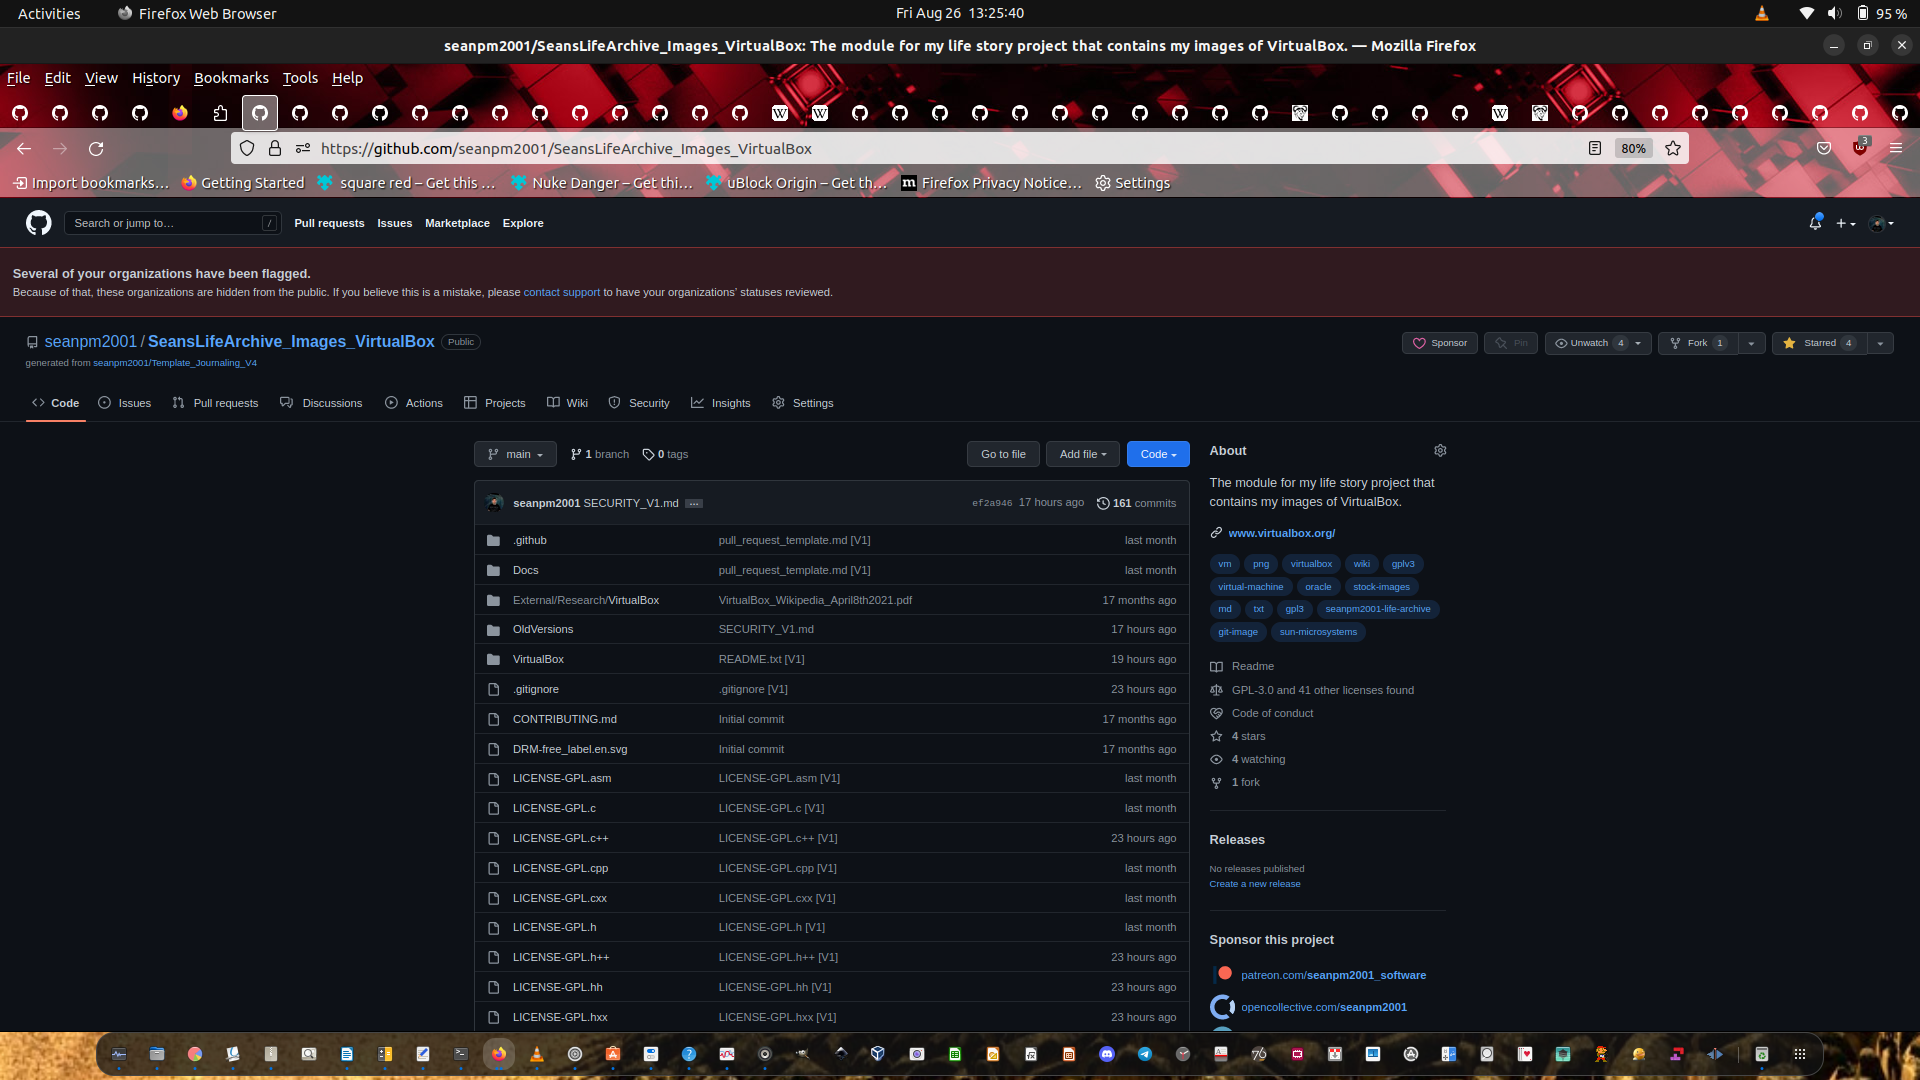 Activities Firefox Web Browser Fri Aug 26 13:25:40 95 %
seanpm2001/SeansLifeArchive_Images_VirtualBox: The module for my life story project that contains my images of VirtualBox. — Mozilla Firefox
File Edit View History Bookmarks Tools Help
https://github.com/seanpm2001/SeansLifeArchive_Images_VirtualBox 80% 3
Import bookmarks… Getting Started square red – Get this … Nuke Danger – Get thi… uBlock Origin – Get th… Firefox Privacy Notice… Settings
Search or jump to… / Pull requests Issues Marketplace Explore
Several of your organizations have been flagged.
Because of that, these organizations are hidden from the public. If you believe this is a mistake, please contact support to have your organizations' statuses reviewed.
seanpm2001 / SeansLifeArchive_Images_VirtualBox Public Sponsor Pin Unwatch 4 Fork 1 Starred 4
generated from seanpm2001/Template_Journaling_V4
Code Issues Pull requests Discussions Actions Projects Wiki Security Insights Settings
main 1 branch 0 tags Go to file Add file Code
seanpm2001 SECURITY_V1.md … ef2a946 17 hours ago 161 commits
.github pull_request_template.md [V1] last month
Docs pull_request_template.md [V1] last month
External/Research/VirtualBox VirtualBox_Wikipedia_April8th2021.pdf 17 months ago
OldVersions SECURITY_V1.md 17 hours ago
VirtualBox README.txt [V1] 19 hours ago
.gitignore .gitignore [V1] 23 hours ago
CONTRIBUTING.md Initial commit 17 months ago
DRM-free_label.en.svg Initial commit 17 months ago
LICENSE-GPL.asm LICENSE-GPL.asm [V1] last month
LICENSE-GPL.c LICENSE-GPL.c [V1] last month
LICENSE-GPL.c++ LICENSE-GPL.c++ [V1] 23 hours ago
LICENSE-GPL.cpp LICENSE-GPL.cpp [V1] last month
LICENSE-GPL.cxx LICENSE-GPL.cxx [V1] last month
LICENSE-GPL.h LICENSE-GPL.h [V1] last month
LICENSE-GPL.h++ LICENSE-GPL.h++ [V1] 23 hours ago
LICENSE-GPL.hh LICENSE-GPL.hh [V1] 23 hours ago
LICENSE-GPL.hxx LICENSE-GPL.hxx [V1] 23 hours ago
About
The module for my life story project that
contains my images of VirtualBox.
www.virtualbox.org/
vm png virtualbox wiki gplv3
virtual-machine oracle stock-images
md txt gpl3 seanpm2001-life-archive
git-image sun-microsystems
Readme
GPL-3.0 and 41 other licenses found
Code of conduct
4 stars
4 watching
1 fork
Releases
No releases published
Create a new release
Sponsor this project
patreon.com/seanpm2001_software
opencollective.com/seanpm2001